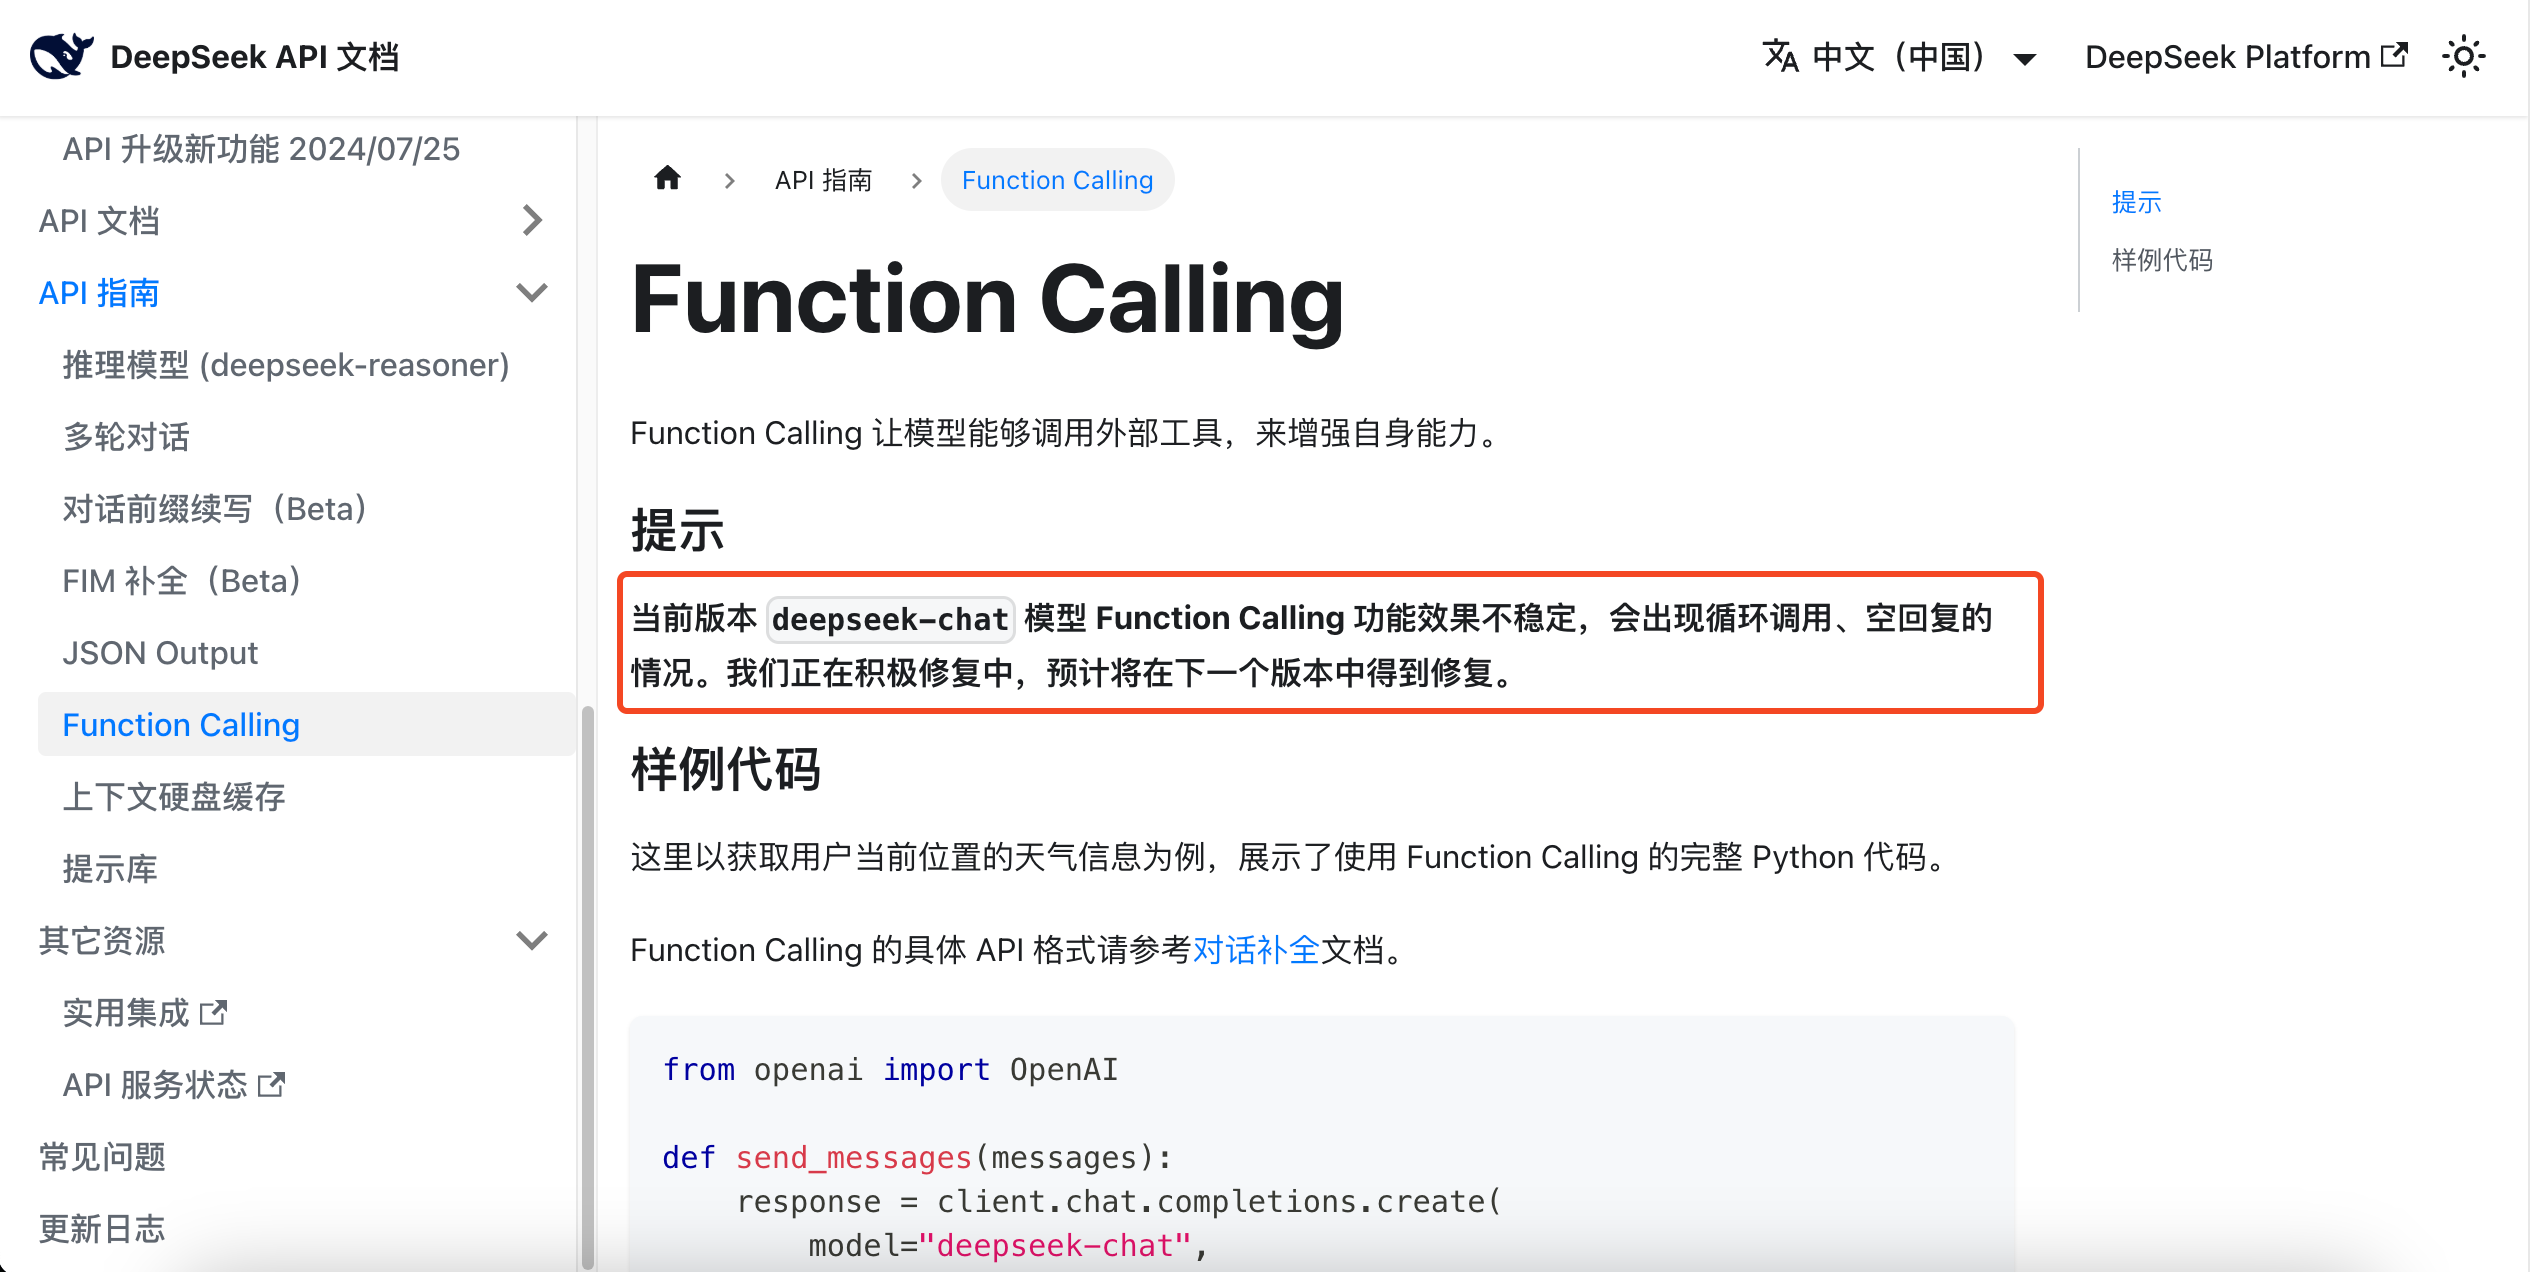 DeepSeek API 文档
中文（中国）
DeepSeek Platform
API 升级新功能 2024/07/25
API 文档
API 指南
推理模型 (deepseek-reasoner)
多轮对话
对话前缀续写（Beta）
FIM 补全（Beta）
JSON Output
Function Calling
上下文硬盘缓存
提示库
其它资源
实用集成
API 服务状态
常见问题
更新日志
API 指南
Function Calling
Function Calling
Function Calling 让模型能够调用外部工具，来增强自身能力。
提示
当前版本 deepseek-chat 模型 Function Calling 功能效果不稳定，会出现循环调用、空回复的
情况。我们正在积极修复中，预计将在下一个版本中得到修复。
样例代码
这里以获取用户当前位置的天气信息为例，展示了使用 Function Calling 的完整 Python 代码。
Function Calling 的具体 API 格式请参考对话补全文档。
from openai import OpenAI
def send_messages(messages):
    response = client.chat.completions.create(
        model="deepseek-chat",
提示
样例代码